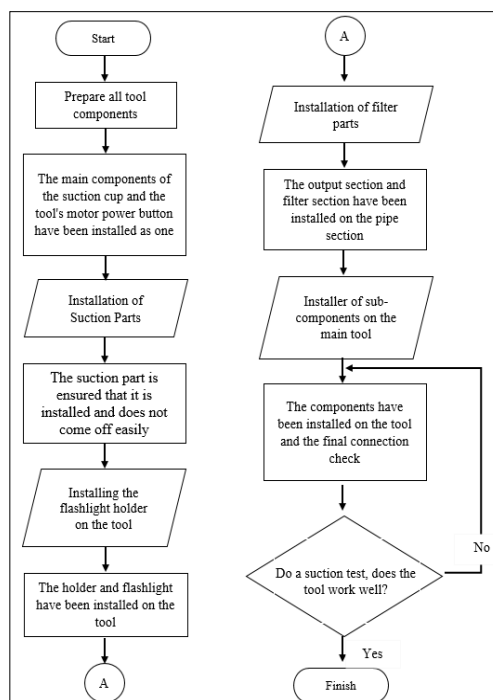 Start
Prepare all tool
components
The main components of
the suction cup and the
tool's motor power button
have been installed as one
Installation of
Suction Parts
The suction part is
ensured that it is
installed and does not
come off easily
Installing the
flashlight holder
on the tool
The holder and flashlight
have been installed on the
tool
A
A
Installation of filter
parts
The output section and
filter section have been
installed on the pipe
section
Installer of sub-
components on the
main tool
The components have
been installed on the tool
and the final connection
check
Do a suction test, does the
tool work well?
No
Yes
Finish